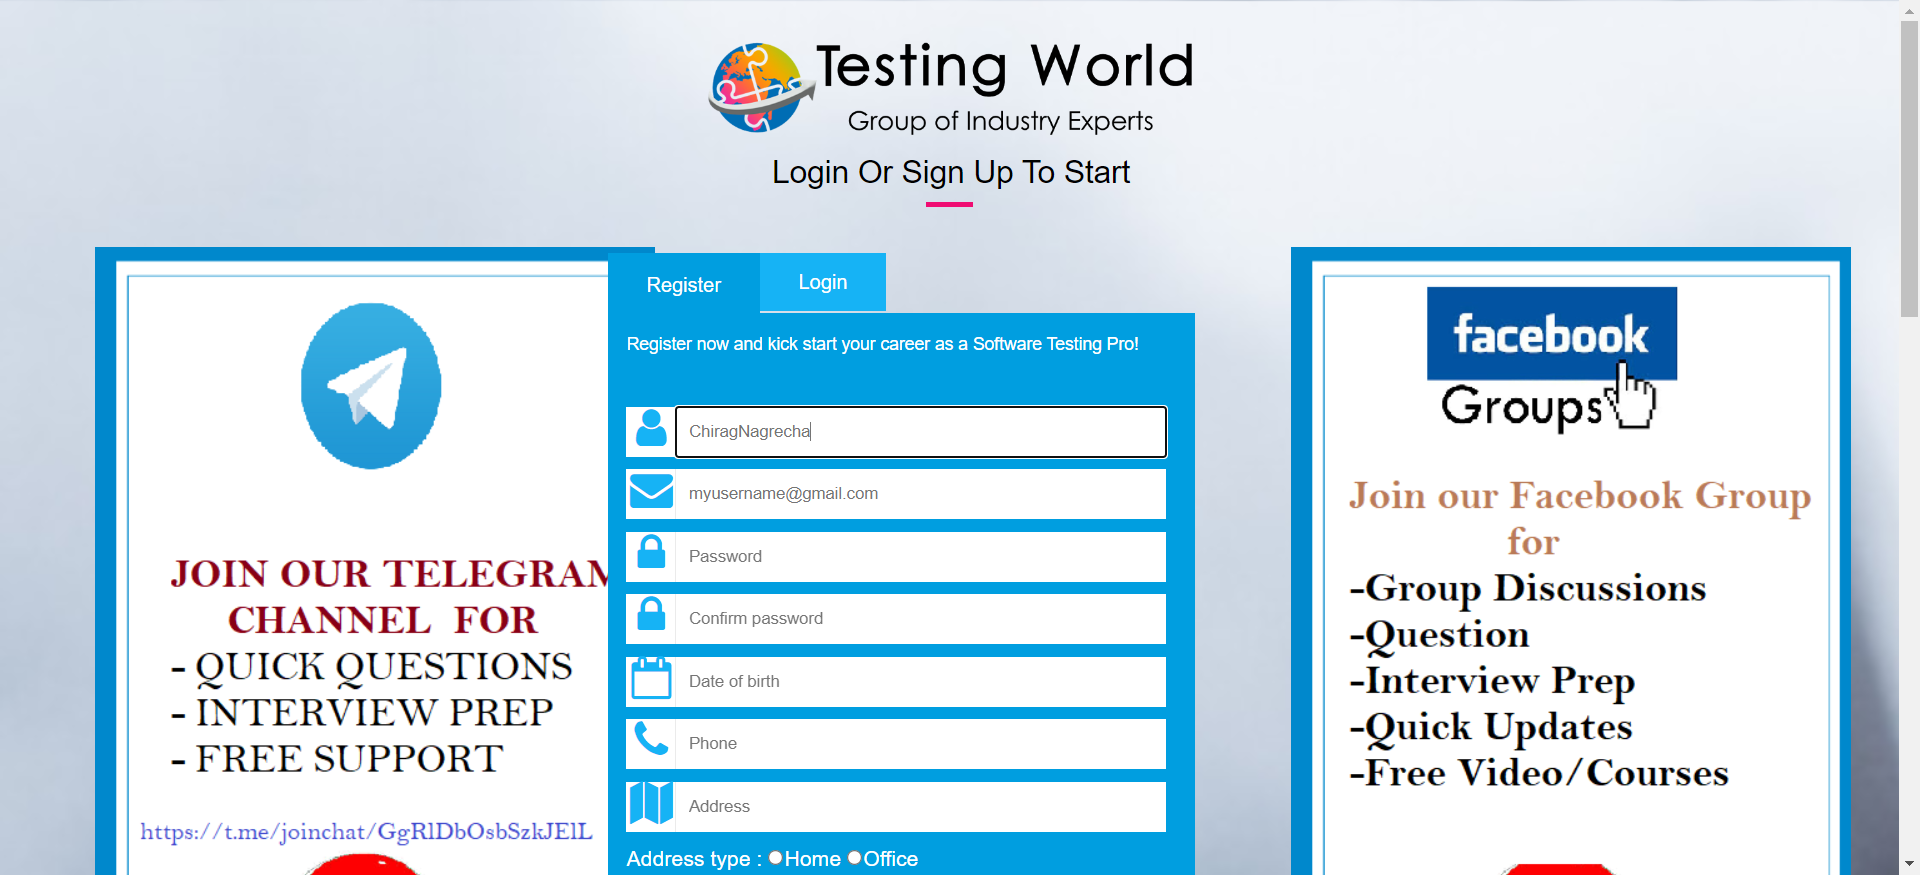 Testing World
Group of Industry Experts
Login Or Sign Up To Start
JOIN OUR TELEGRAM
CHANNEL FOR
- QUICK QUESTIONS
- INTERVIEW PREP
- FREE SUPPORT
https://t.me/joinchat/GgRlDbOsbSzkJElL
Register
Login
Register now and kick start your career as a Software Testing Pro!
ChiragNagrecha
myusername@gmail.com
Password
Confirm password
Date of birth
Phone
Address
Address type : Home Office
facebook
Groups
Join our Facebook Group
for
-Group Discussions
-Question
-Interview Prep
-Quick Updates
-Free Video/Courses